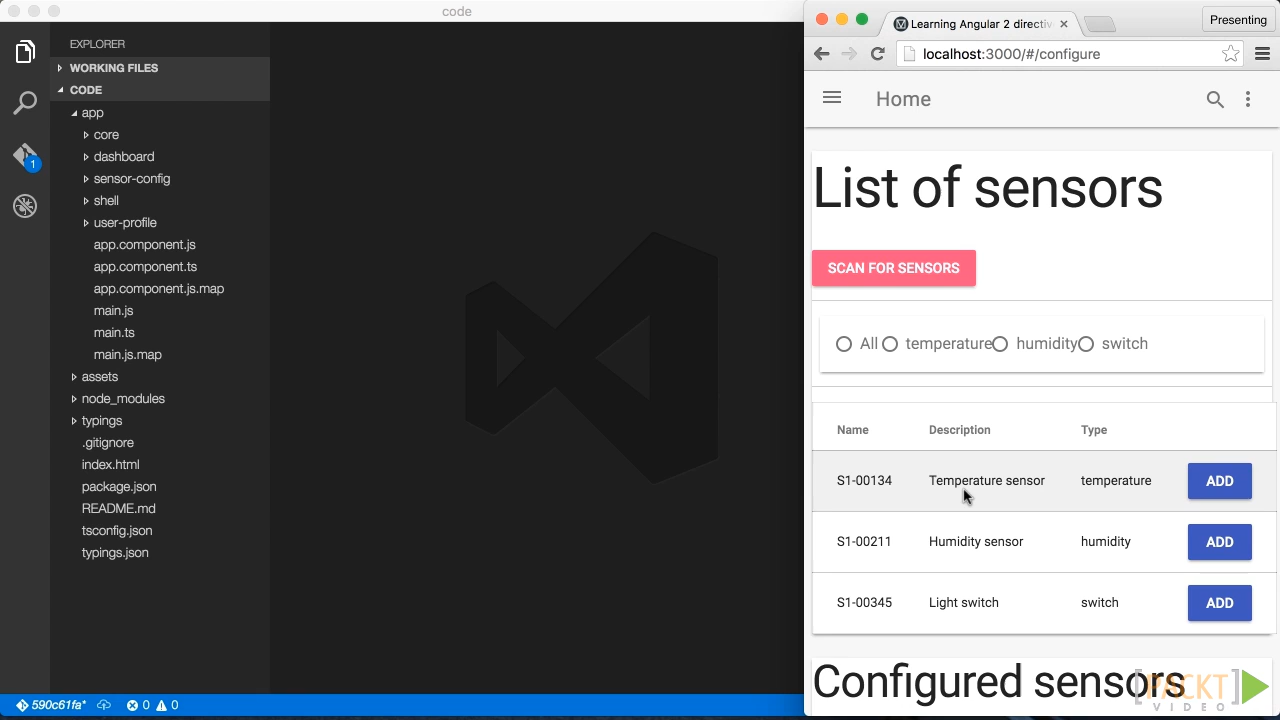 code
EXPLORER
WORKING FILES
CODE
app
core
dashboard
sensor-config
shell
user-profile
app.component.js
app.component.ts
app.component.js.map
main.js
main.ts
main.js.map
assets
node_modules
typings
.gitignore
index.html
package.json
README.md
tsconfig.json
typings.json
1
590c61fa* 0 0
Learning Angular 2 directiv
Presenting
localhost:3000/#/configure
Home
List of sensors
SCAN FOR SENSORS
All temperature humidity switch
Name Description Type
S1-00134 Temperature sensor temperature ADD
S1-00211 Humidity sensor humidity ADD
S1-00345 Light switch switch ADD
Configured sensors
[PACKT]
VIDEO